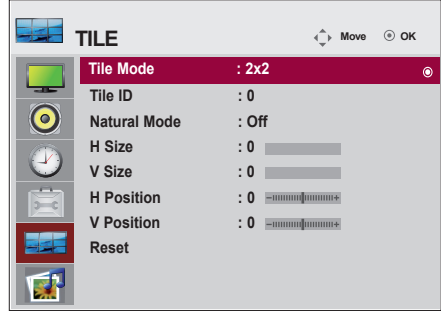 TILE Move OK
Tile Mode : 2x2
Tile ID : 0
Natural Mode : Off
H Size : 0
V Size : 0
H Position : 0 - +
V Position : 0 - +
Reset